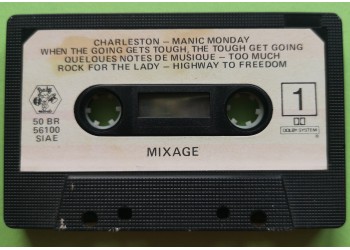 CHARLESTON - MANIC MONDAY
WHEN THE GOING GETS TOUGH, THE TOUGH GET GOING
QUELQUES NOTES DE MUSIQUE - TOO MUCH
ROCK FOR THE LADY - HIGHWAY TO FREEDOM
50 BR
56100
SIAE
1
DOLBY SYSTEM
MIXAGE